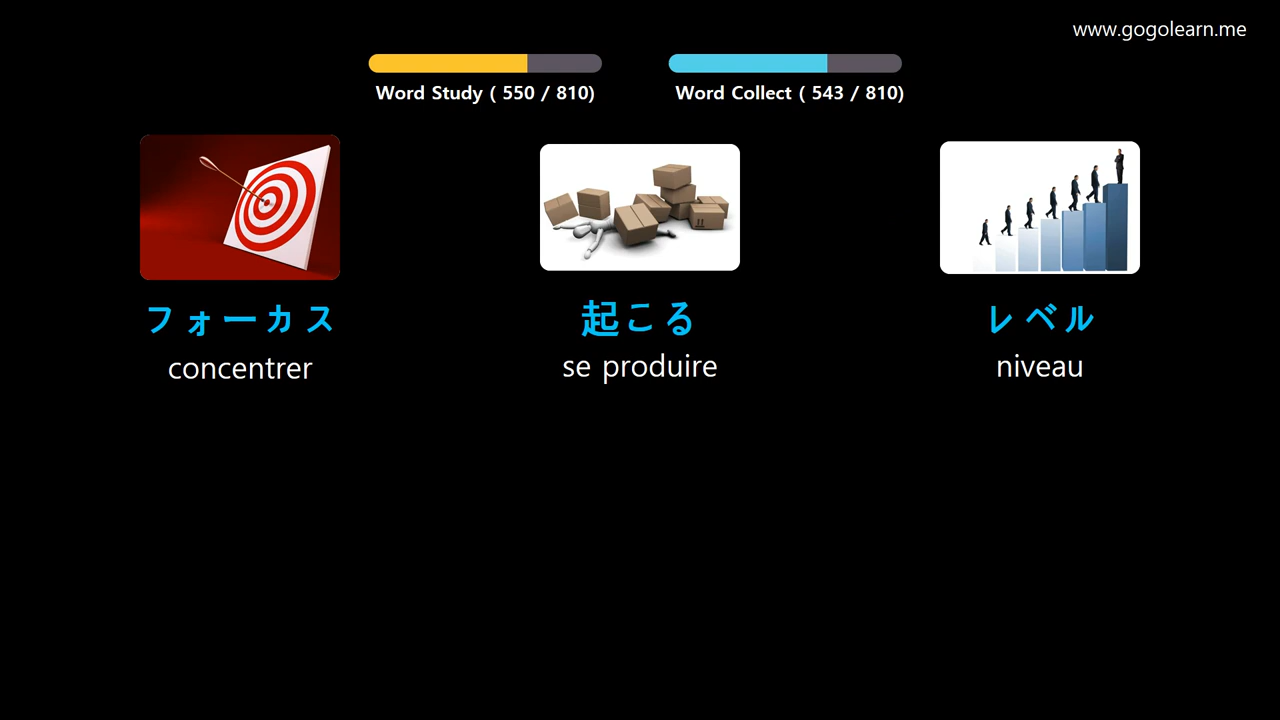 www.gogolearn.me
Word Study ( 550 / 810)
Word Collect ( 543 / 810)
フォーカス
concentrer
起こる
se produire
レベル
niveau